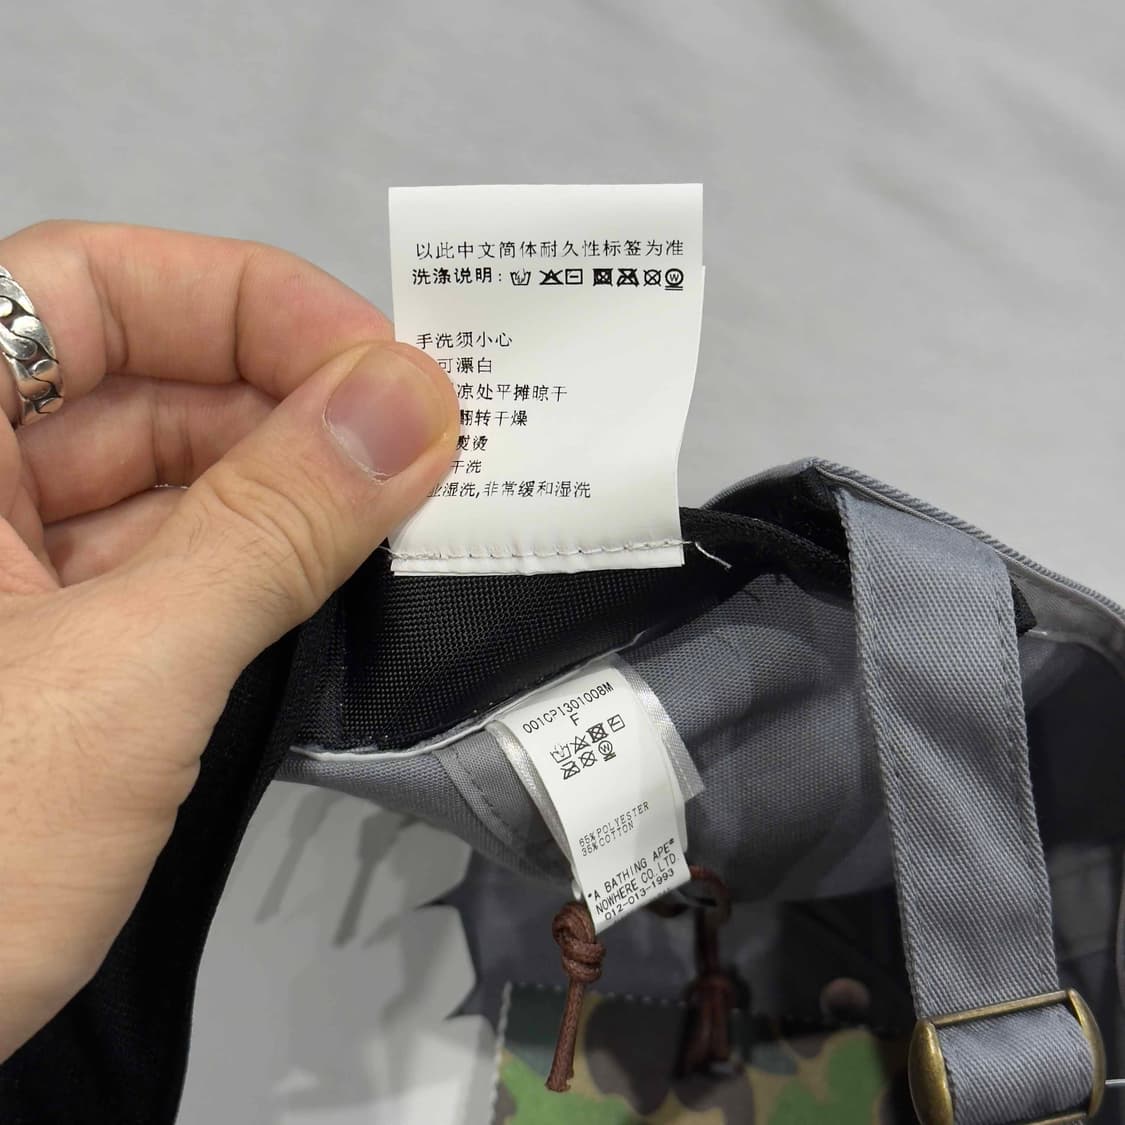 以此中文简体耐久性标签为准
洗涤说明:
手洗须小心
可漂白
凉处平摊晾干
翻转干燥
熨烫
干洗
业湿洗,非常缓和湿洗
001CP1301008M
F
65%POLYESTER
35%COTTON
"A BATHING APE®
NOWHERE CO.LTD.
012-013-1993